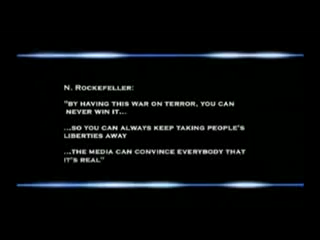 N. ROCKEFELLER:
"BY HAVING THIS WAR ON TERROR, YOU CAN
NEVER WIN IT...
...SO YOU CAN ALWAYS KEEP TAKING PEOPLE'S
LIBERTIES AWAY
...THE MEDIA CAN CONVINCE EVERYBODY THAT
IT'S REAL"